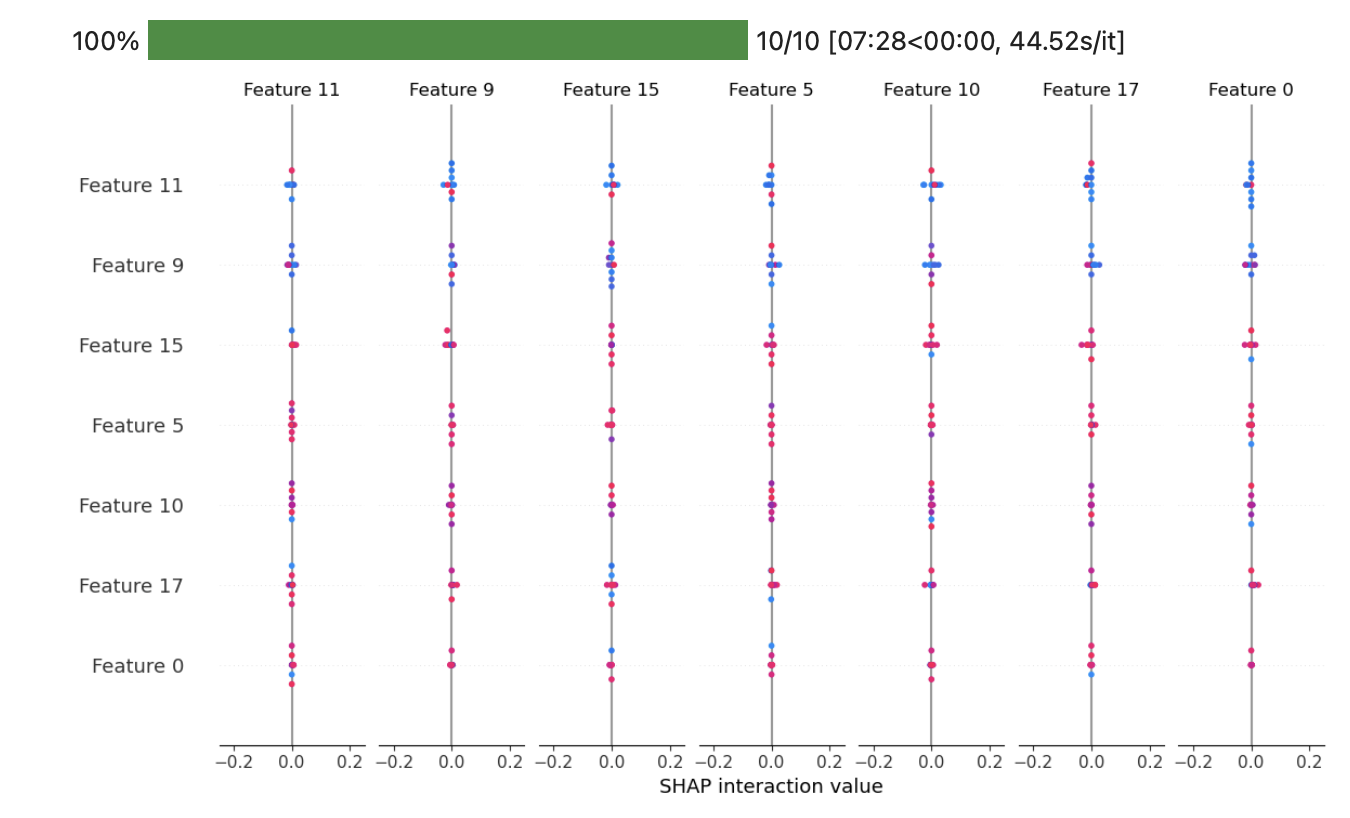 100% 10/10 [07:28<00:00, 44.52s/it]
Feature 11 Feature 9 Feature 15 Feature 5 Feature 10 Feature 17 Feature 0
Feature 11
Feature 9
Feature 15
Feature 5
Feature 10
Feature 17
Feature 0
−0.2 0.0 0.2 −0.2 0.0 0.2 −0.2 0.0 0.2 −0.2 0.0 0.2 −0.2 0.0 0.2 −0.2 0.0 0.2 −0.2 0.0 0.2
SHAP interaction value